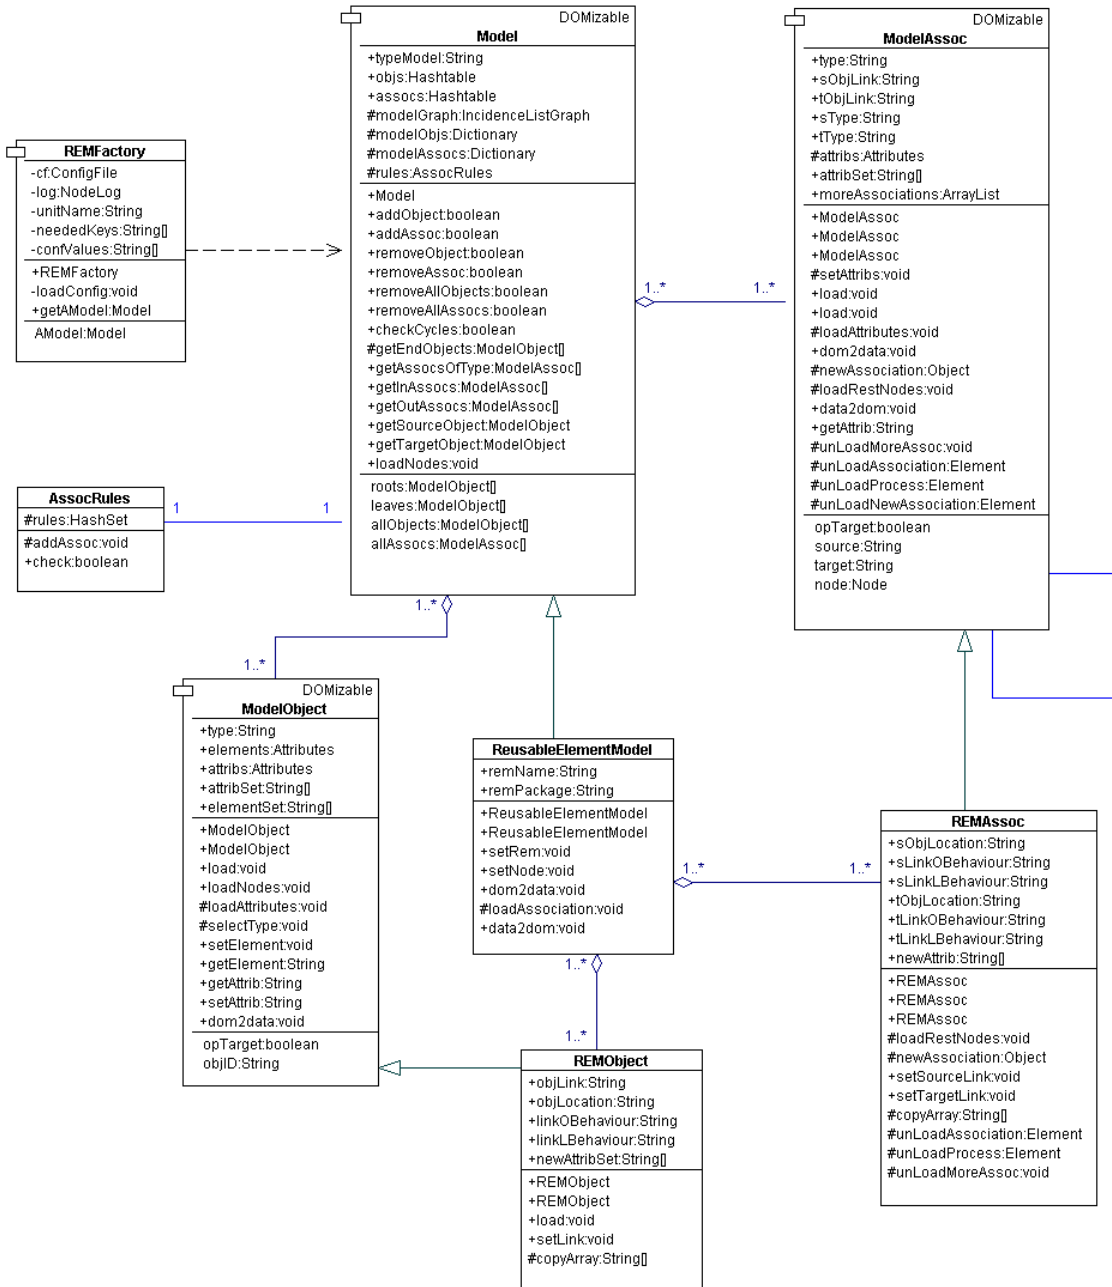 DOMizable
Model
+typeModel:String
+objs:Hashtable
+assocs:Hashtable
#modelGraph:IncidenceListGraph
#modelObjs:Dictionary
#modelAssocs:Dictionary
#rules:AssocRules
+Model
+addObject:boolean
+addAssoc:boolean
+removeObject:boolean
+removeAssoc:boolean
+removeAllObjects:boolean
+removeAllAssocs:boolean
+checkCycles:boolean
#getEndObjects:ModelObject[]
+getAssocsOfType:ModelAssoc[]
+getInAssocs:ModelAssoc[]
+getOutAssocs:ModelAssoc[]
+getSourceObject:ModelObject
+getTargetObject:ModelObject
+loadNodes:void
roots:ModelObject[]
leaves:ModelObject[]
allObjects:ModelObject[]
allAssocs:ModelAssoc[]
DOMizable
ModelAssoc
+type:String
+sObjLink:String
+tObjLink:String
+sType:String
+tType:String
#attribs:Attributes
+attribSet:String[]
+moreAssociations:ArrayList
+ModelAssoc
+ModelAssoc
+ModelAssoc
#setAttribs:void
+load:void
+load:void
#loadAttributes:void
+dom2data:void
#newAssociation:Object
#loadRestNodes:void
+data2dom:void
+getAttrib:String
#unLoadMoreAssoc:void
#unLoadAssociation:Element
#unLoadProcess:Element
#unLoadNewAssociation:Element
opTarget:boolean
source:String
target:String
node:Node
REMFactory
-cf:ConfigFile
-log:NodeLog
-unitName:String
-neededKeys:String[]
-confValues:String[]
+REMFactory
-loadConfig:void
+getAModel:Model
AModel:Model
1..*
1..*
AssocRules
#rules:HashSet
#addAssoc:void
+check:boolean
1
1
1..*
1..*
DOMizable
ModelObject
+type:String
+elements:Attributes
+attribs:Attributes
+attribSet:String[]
+elementSet:String[]
+ModelObject
+ModelObject
+load:void
+loadNodes:void
#loadAttributes:void
#selectType:void
+setElement:void
+getElement:String
+getAttrib:String
+setAttrib:String
+dom2data:void
opTarget:boolean
objID:String
ReusableElementModel
+remName:String
+remPackage:String
+ReusableElementModel
+ReusableElementModel
+setRem:void
+setNode:void
+dom2data:void
#loadAssociation:void
+data2dom:void
1..*
1..*
REMAssoc
+sObjLocation:String
+sLinkOBehaviour:String
+sLinkLBehaviour:String
+tObjLocation:String
+tLinkOBehaviour:String
+tLinkLBehaviour:String
+newAttrib:String[]
+REMAssoc
+REMAssoc
+REMAssoc
#loadRestNodes:void
#newAssociation:Object
+setSourceLink:void
+setTargetLink:void
#copyArray:String[]
#unLoadAssociation:Element
#unLoadProcess:Element
#unLoadMoreAssoc:void
1..*
1..*
REMObject
+objLink:String
+objLocation:String
+linkOBehaviour:String
+linkLBehaviour:String
+newAttribSet:String[]
+REMObject
+REMObject
+load:void
+setLink:void
#copyArray:String[]